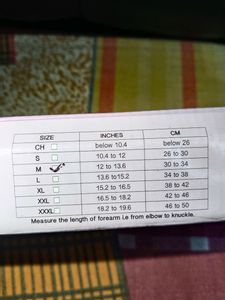 SIZE INCHES CM
CH below 10.4 below 26
S 10.4 to 12 26 to 30
M 12 to 13.6 30 to 34
L 13.6 to15.2 34 to 38
XL 15.2 to 16.5 38 to 42
XXL 16.5 to 18.2 42 to 46
XXXL 18.2 to 19.6 46 to 50
Measure the length of forearm i.e from elbow to knuckle.